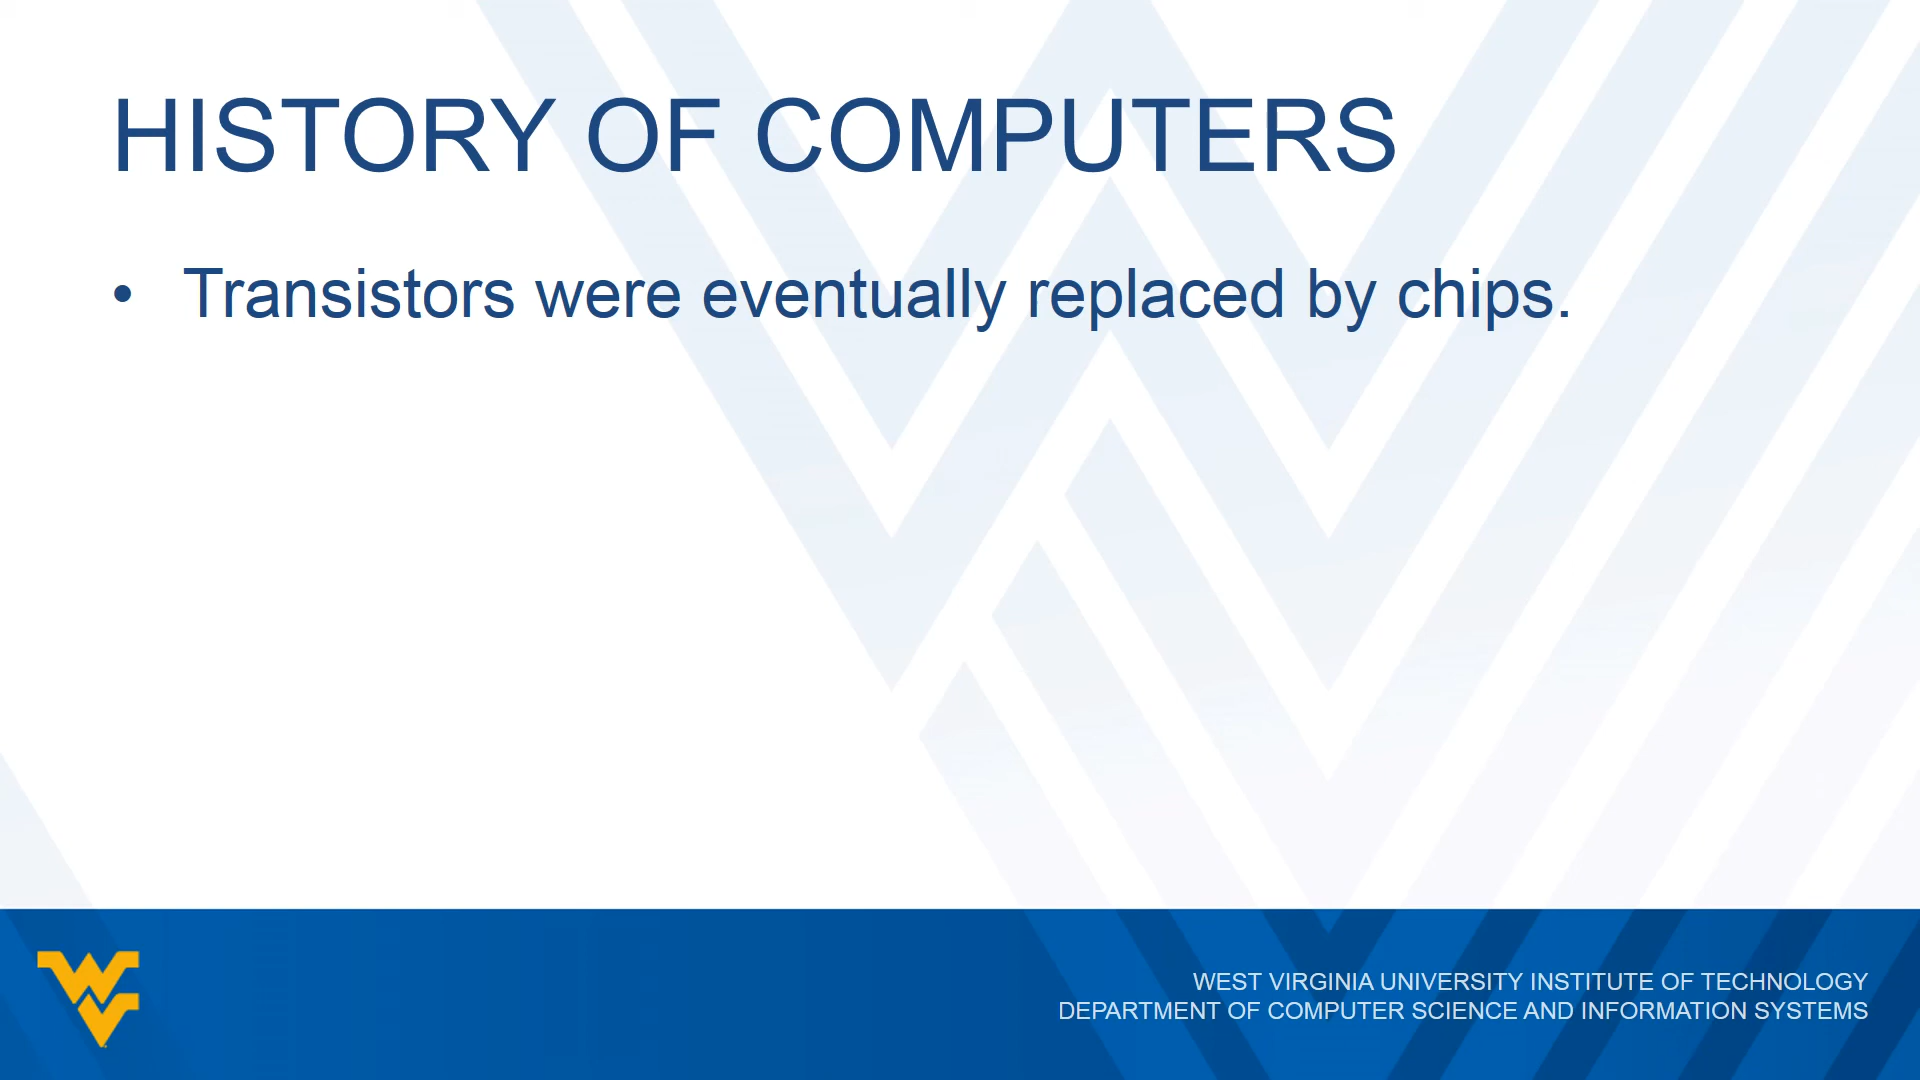 HISTORY OF COMPUTERS
• Transistors were eventually replaced by chips.
WEST VIRGINIA UNIVERSITY INSTITUTE OF TECHNOLOGY
DEPARTMENT OF COMPUTER SCIENCE AND INFORMATION SYSTEMS